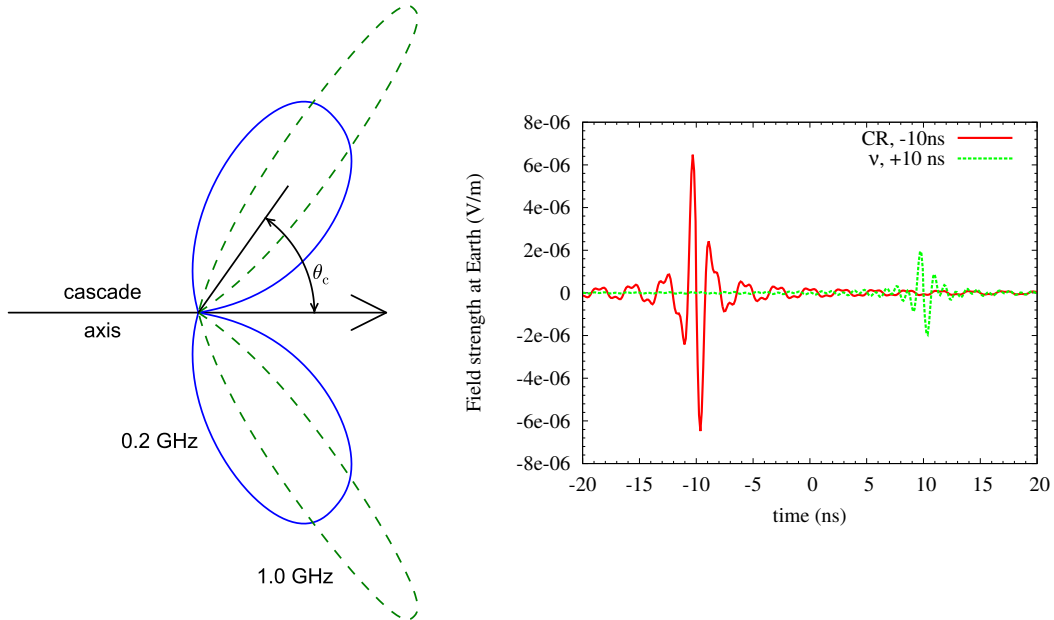 cascade
axis
θc
0.2 GHz
1.0 GHz
8e-06
6e-06
4e-06
2e-06
0
-2e-06
-4e-06
-6e-06
-8e-06
Field strength at Earth (V/m)
CR, -10ns
ν, +10 ns
-20 -15 -10 -5 0 5 10 15 20
time (ns)